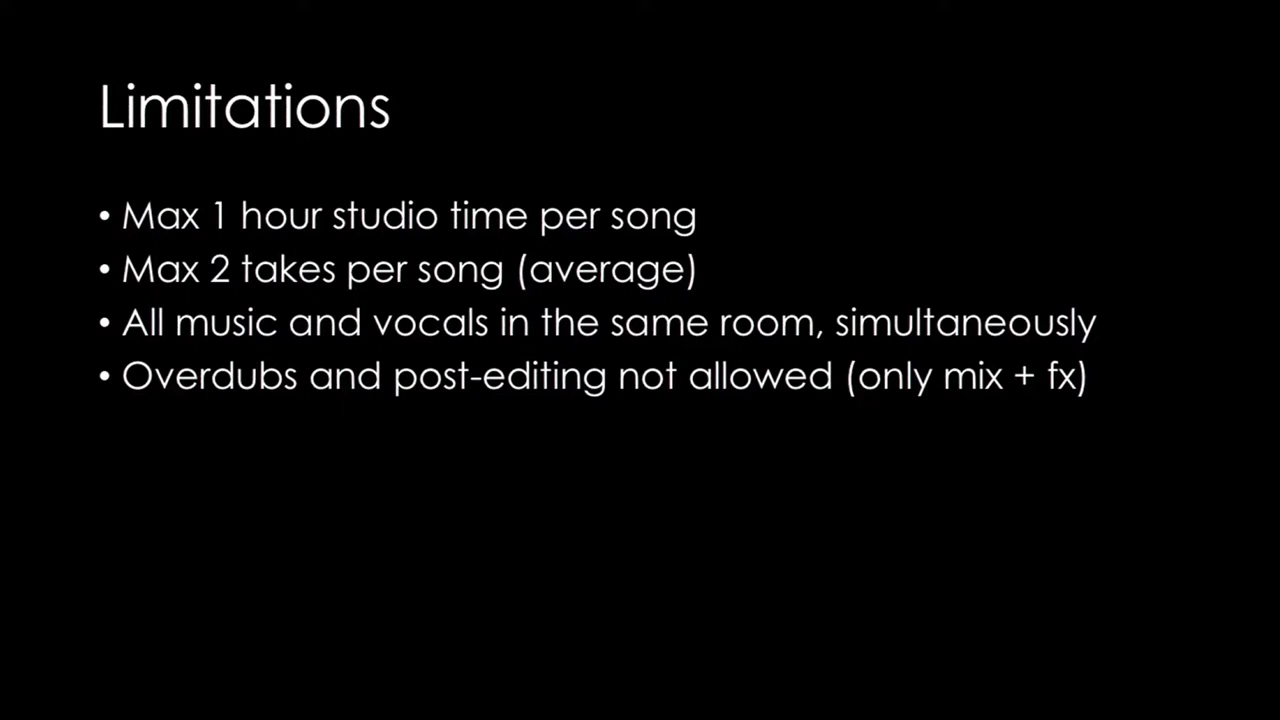 Limitations
• Max 1 hour studio time per song
• Max 2 takes per song (average)
• All music and vocals in the same room, simultaneously
• Overdubs and post-editing not allowed (only mix + fx)